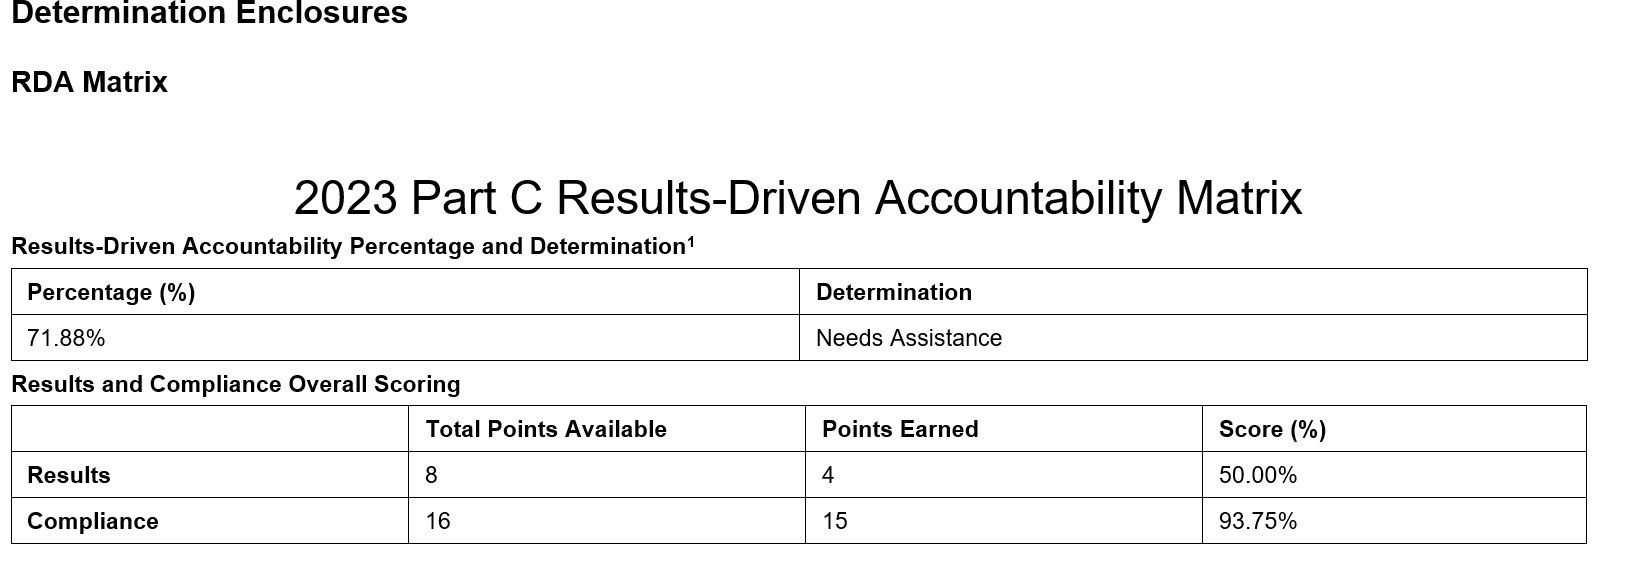 Determination Enclosures
RDA Matrix
2023 Part C Results-Driven Accountability Matrix
Results-Driven Accountability Percentage and Determination¹
Percentage (%) Determination
71.88% Needs Assistance
Results and Compliance Overall Scoring
Total Points Available Points Earned Score (%)
Results 8 4 50.00%
Compliance 16 15 93.75%